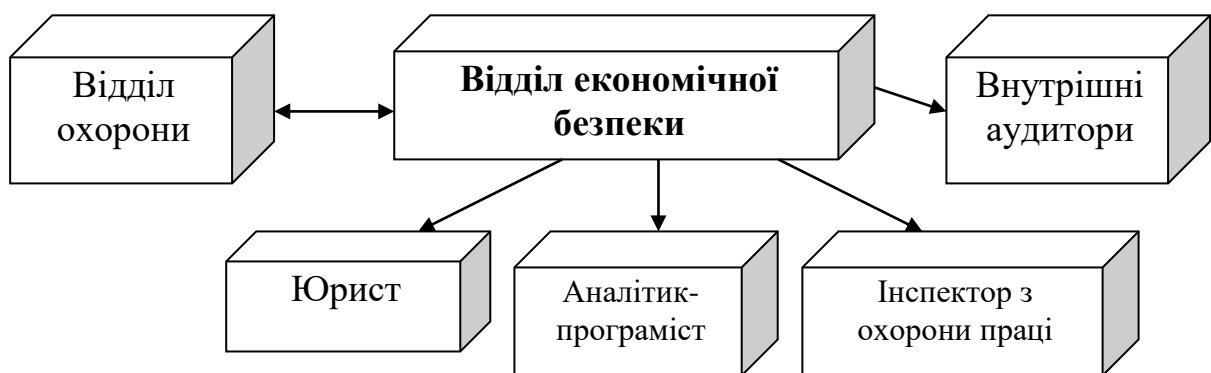 Відділ
охорони
Відділ економічної
безпеки
Внутрішні
аудитори
Юрист
Аналітик-
програміст
Інспектор з
охорони праці